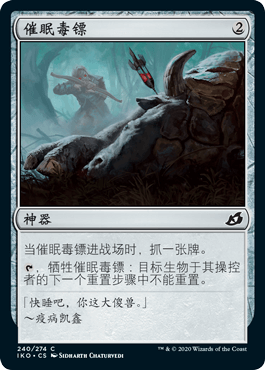 催眠毒镖 2
神器
当催眠毒镖进战场时，抓一张牌。
，牺牲催眠毒镖：目标生物于其操控
者的下一个重置步骤中不能重置。
「快睡吧，你这大傻兽。」
～疫病凯鑫
240/274 C
IKO • CS SIDHARTH CHATURVEDI
™ & © 2020 Wizards of the Coast